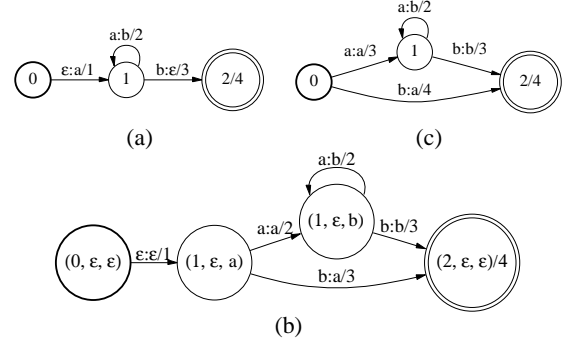 a:b/2
0
ε:a/1
1
b:ε/3
2/4
(a)
a:b/2
a:a/3
1
b:b/3
0
b:a/4
2/4
(c)
a:b/2
(1, ε,b)
a:a/2
b:b/3
(0, ε, ε)
ε:ε/1
(1, ε, a)
b:a/3
(2, ε, ε)/4
(b)